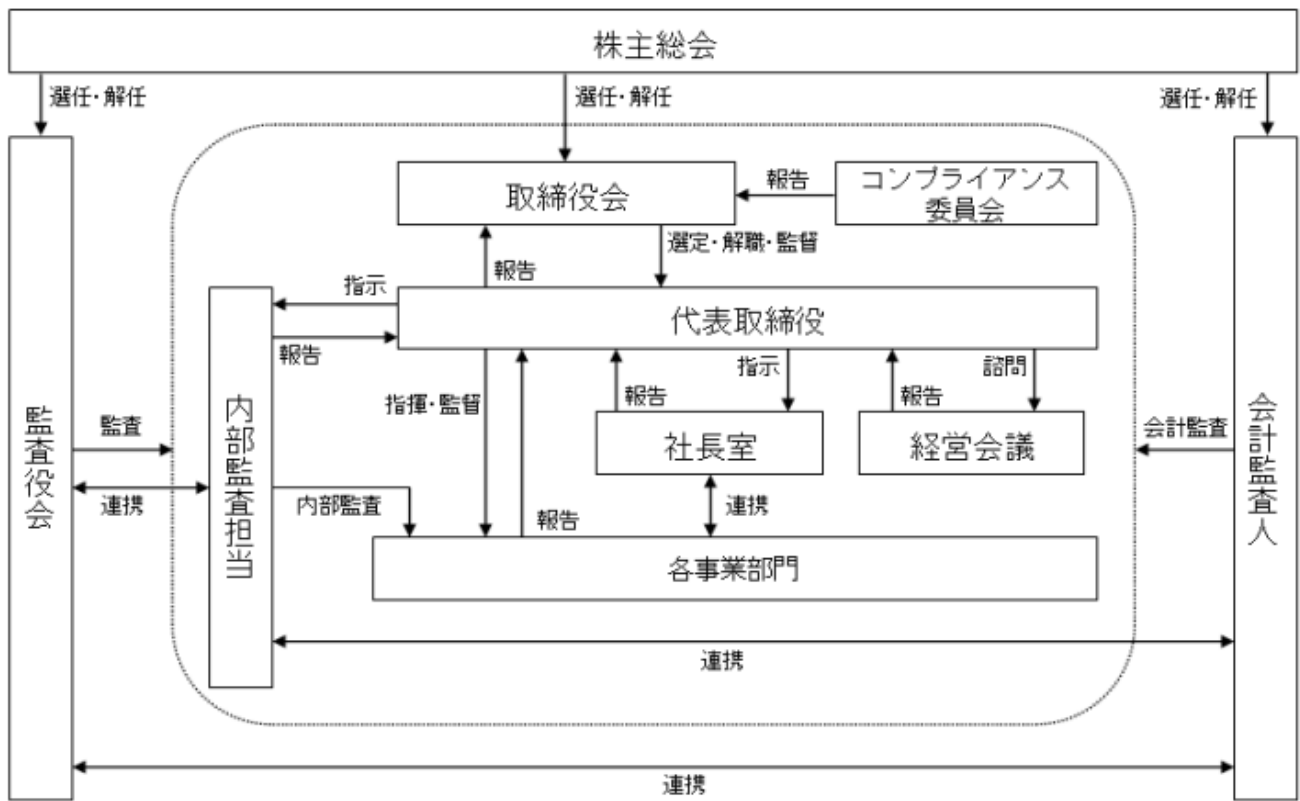 株主総会
選任・解任
選任・解任
選任・解任
取締役会
報告
コンプライアンス
委員会
選定・解職・監督
報告
指示
代表取締役
報告
指揮・監督
報告
指示
報告
諮問
社長室
経営会議
監査役会
監査
連携
内部監査担当
内部監査
報告
連携
会計監査
会計監査人
各事業部門
連携
連携